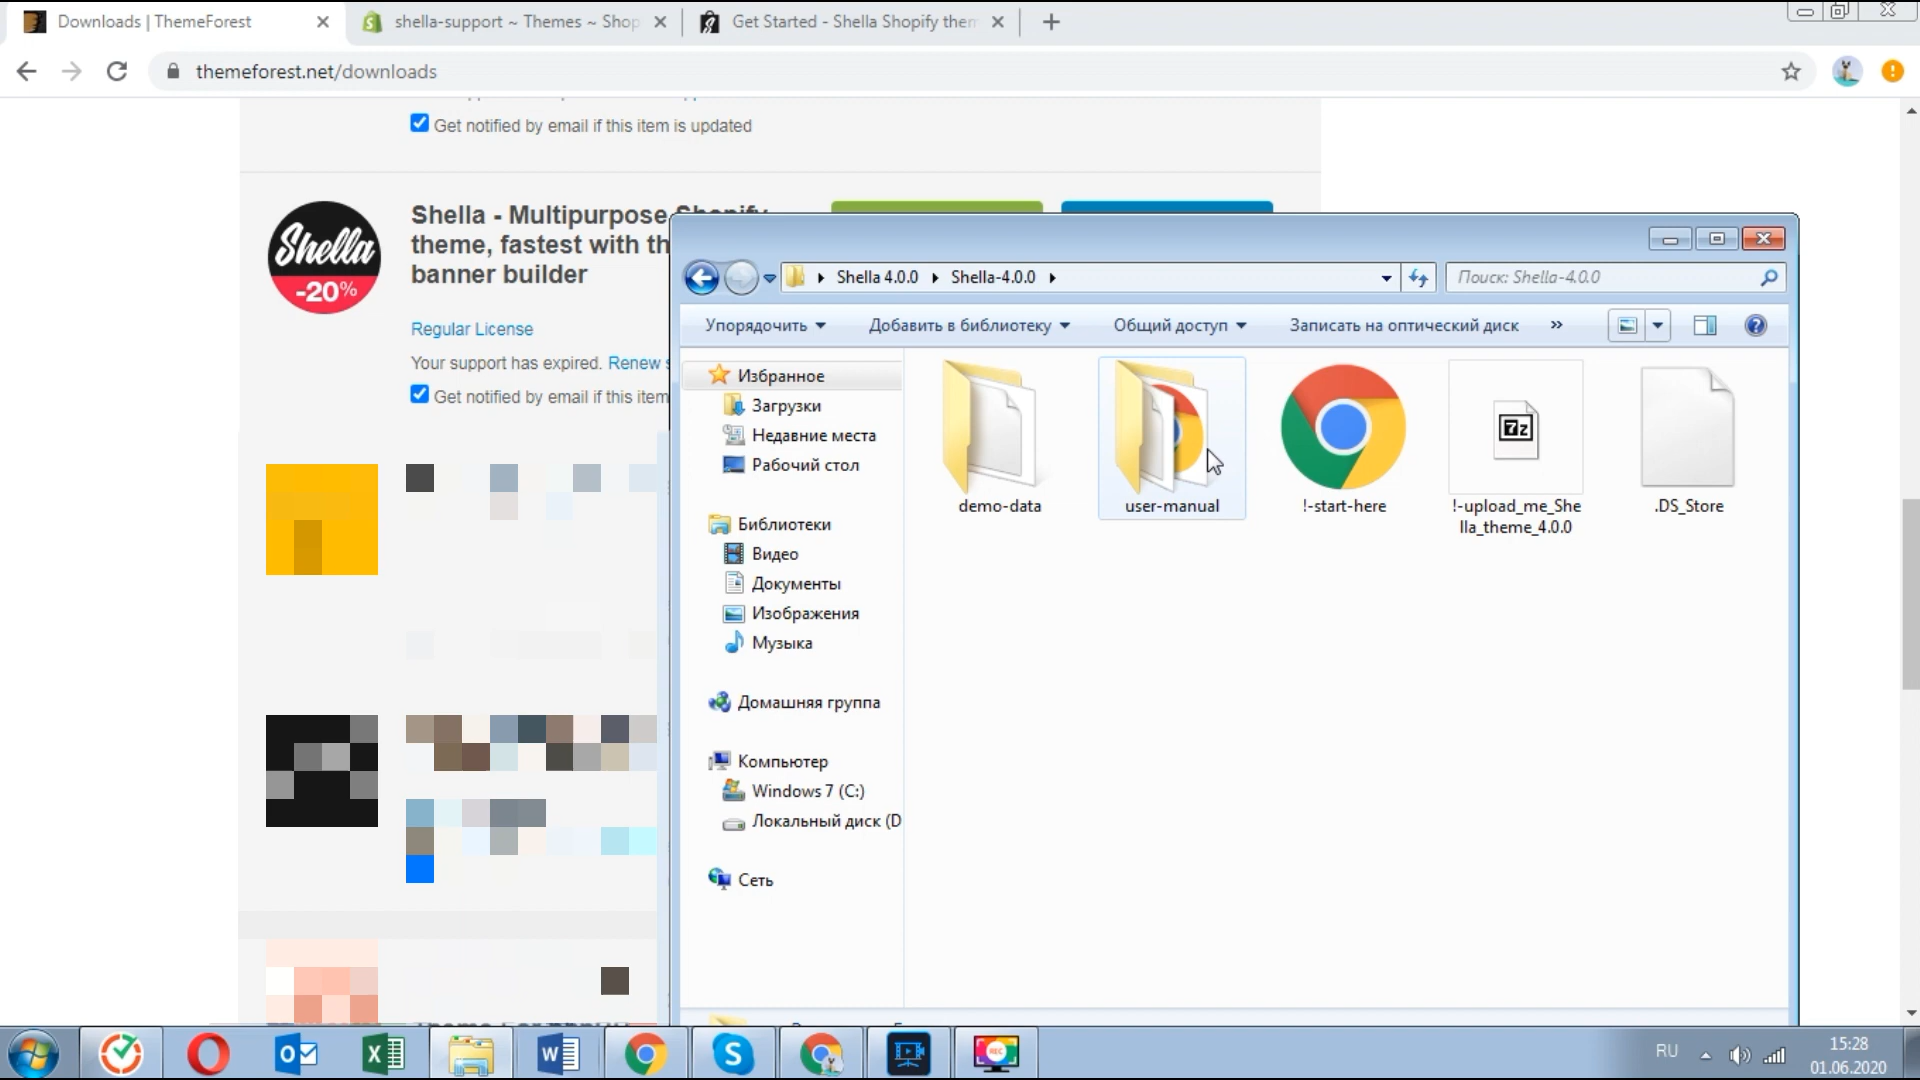 Downloads | ThemeForest
shella-support ~ Themes ~ Shop
Get Started - Shella Shopify them
themeforest.net/downloads
Get notified by email if this item is updated
Shella
-20%
Shella - Multipurpose Shopify
theme, fastest with th
banner builder
Regular License
Your support has expired. Renew s
Get notified by email if this item
Shella 4.0.0
Shella-4.0.0
Поиск: Shella-4.0.0
Упорядочить
Добавить в библиотеку
Общий доступ
Записать на оптический диск
»
Избранное
Загрузки
Недавние места
Рабочий стол
Библиотеки
Видео
Документы
Изображения
Музыка
Домашняя группа
Компьютер
Windows 7 (C:)
Локальный диск (D
Сеть
demo-data
user-manual
!-start-here
7z
!-upload_me_She
lla_theme_4.0.0
.DS_Store
REC
RU
15:28
01.06.2020